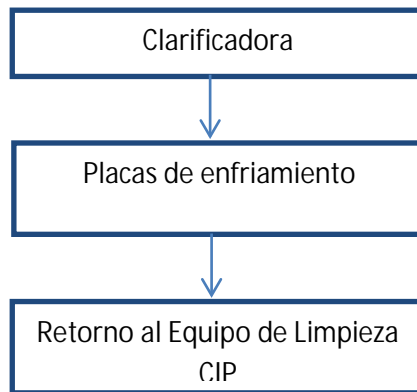 Clarificadora
Placas de enfriamiento
Retorno al Equipo de Limpieza
CIP